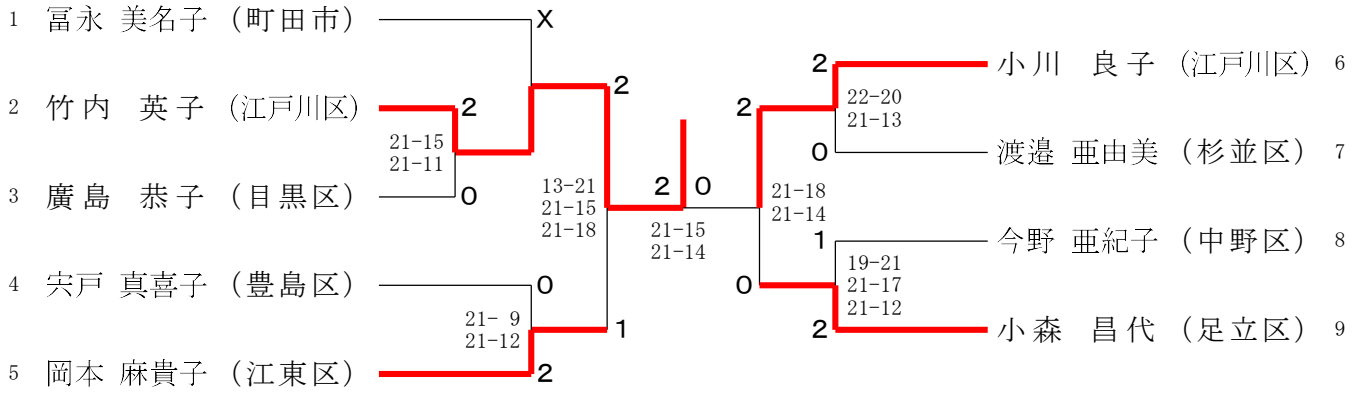 1 冨永 美名子 (町田市) X
2 竹内 英子 (江戸川区) 2
21-15
21-11
3 廣島 恭子 (目黒区) 0
2
13-21
21-15
21-18
4 宍戸 真喜子 (豊島区) 0
21- 9
21-12
1
5 岡本 麻貴子 (江東区) 2
2 0
21-15
21-14
2 小川 良子 (江戸川区) 6
22-20
21-13
2
0 渡邉 亜由美 (杉並区) 7
21-18
21-14
1 今野 亜紀子 (中野区) 8
19-21
21-17
21-12
0
2 小森 昌代 (足立区) 9